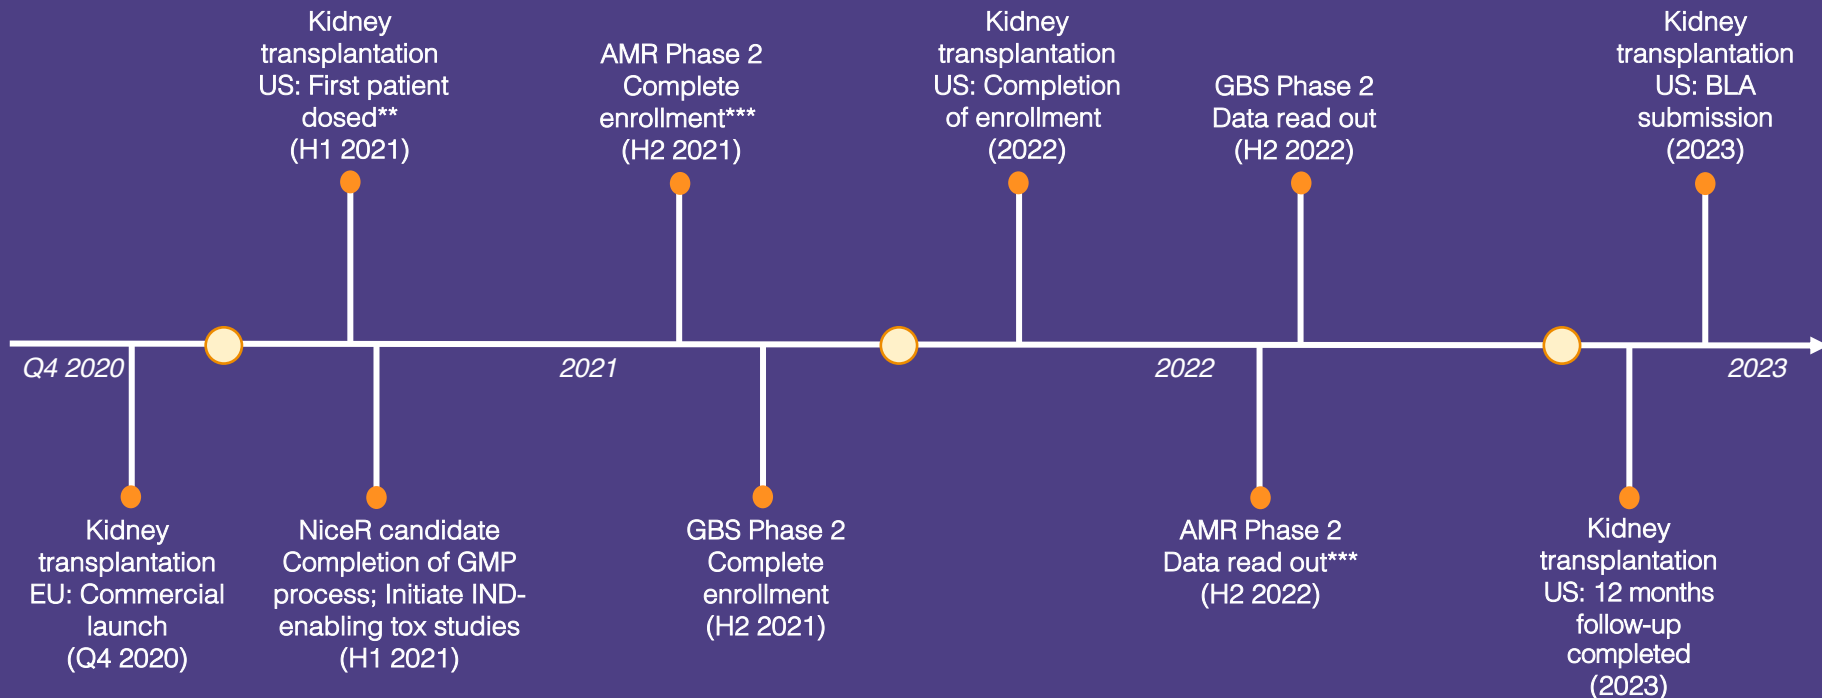 Kidney
transplantation
US: First patient
dosed**
(H1 2021)
AMR Phase 2
Complete
enrollment***
(H2 2021)
Kidney
transplantation
US: Completion
of enrollment
(2022)
GBS Phase 2
Data read out
(H2 2022)
Kidney
transplantation
US: BLA
submission
(2023)
Q4 2020
2021
2022
2023
Kidney
transplantation
EU: Commercial
launch
(Q4 2020)
NiceR candidate
Completion of GMP
process; Initiate IND-
enabling tox studies
(H1 2021)
GBS Phase 2
Complete
enrollment
(H2 2021)
AMR Phase 2
Data read out***
(H2 2022)
Kidney
transplantation
US: 12 months
follow-up
completed
(2023)